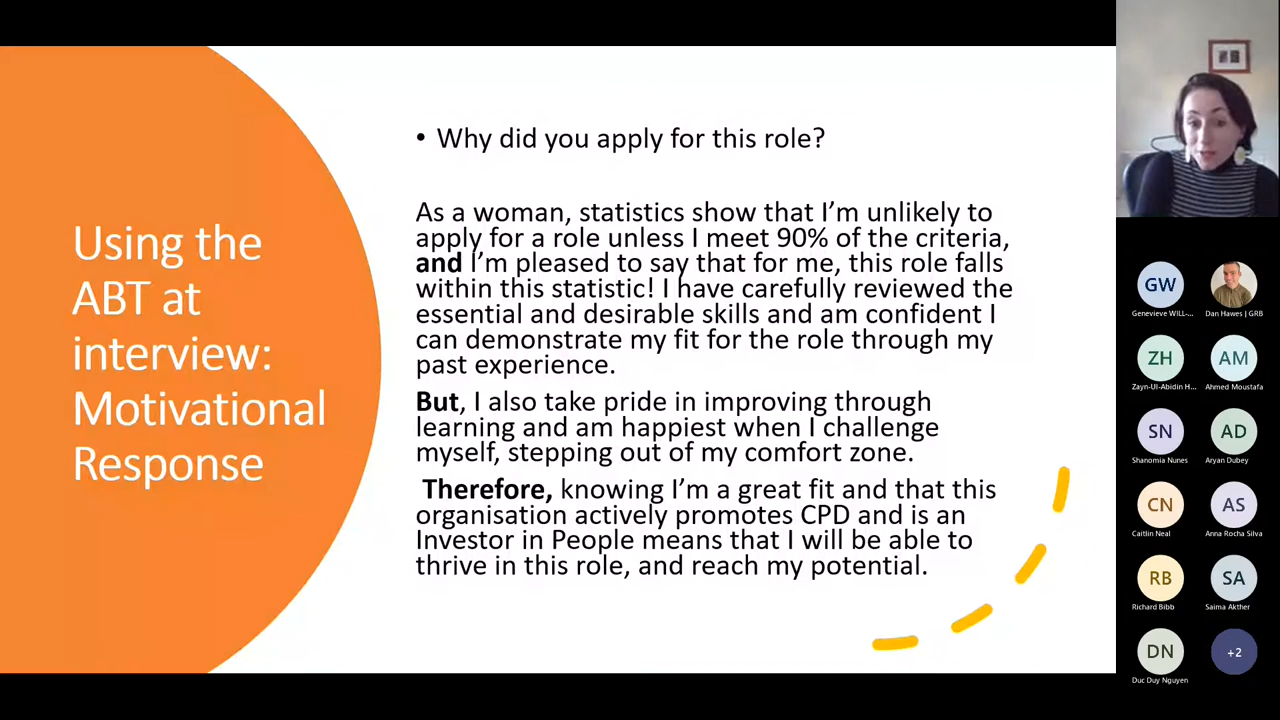 Using the
ABT at
interview:
Motivational
Response
• Why did you apply for this role?
As a woman, statistics show that I'm unlikely to
apply for a role unless I meet 90% of the criteria,
and I'm pleased to say that for me, this role falls
within this statistic! I have carefully reviewed the
essential and desirable skills and am confident I
can demonstrate my fit for the role through my
past experience.
But, I also take pride in improving through
learning and am happiest when I challenge
myself, stepping out of my comfort zone.
Therefore, knowing I'm a great fit and that this
organisation actively promotes CPD and is an
Investor in People means that I will be able to
thrive in this role, and reach my potential.
GW
Genevieve WILL-...
Dan Hawes | GRB
ZH
AM
Zayn-Ul-Abidin H...
Ahmed Moustafa
SN
AD
Shanomia Nunes
Aryan Dubey
CN
AS
Caitlin Neal
Anna Rocha Silva
RB
SA
Richard Bibb
Saima Akther
DN
+2
Duc Duy Nguyen